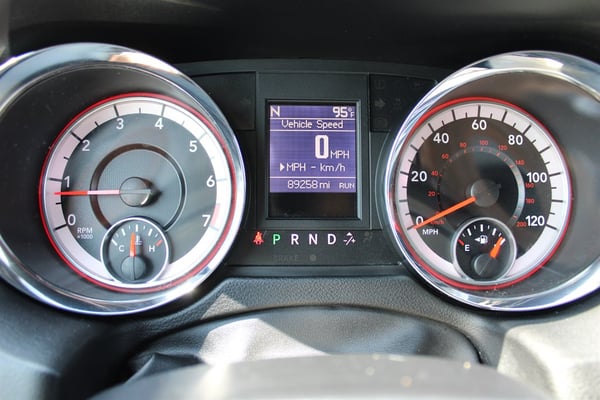 N 95°F
Vehicle Speed
0 MPH
▶MPH - km/h
89258 mi RUN
P R N D
BRAKE
0 1 2 3 4 5 6 7
RPM
x1000
C H
0 20 40 60 80 100 120
MPH
E F